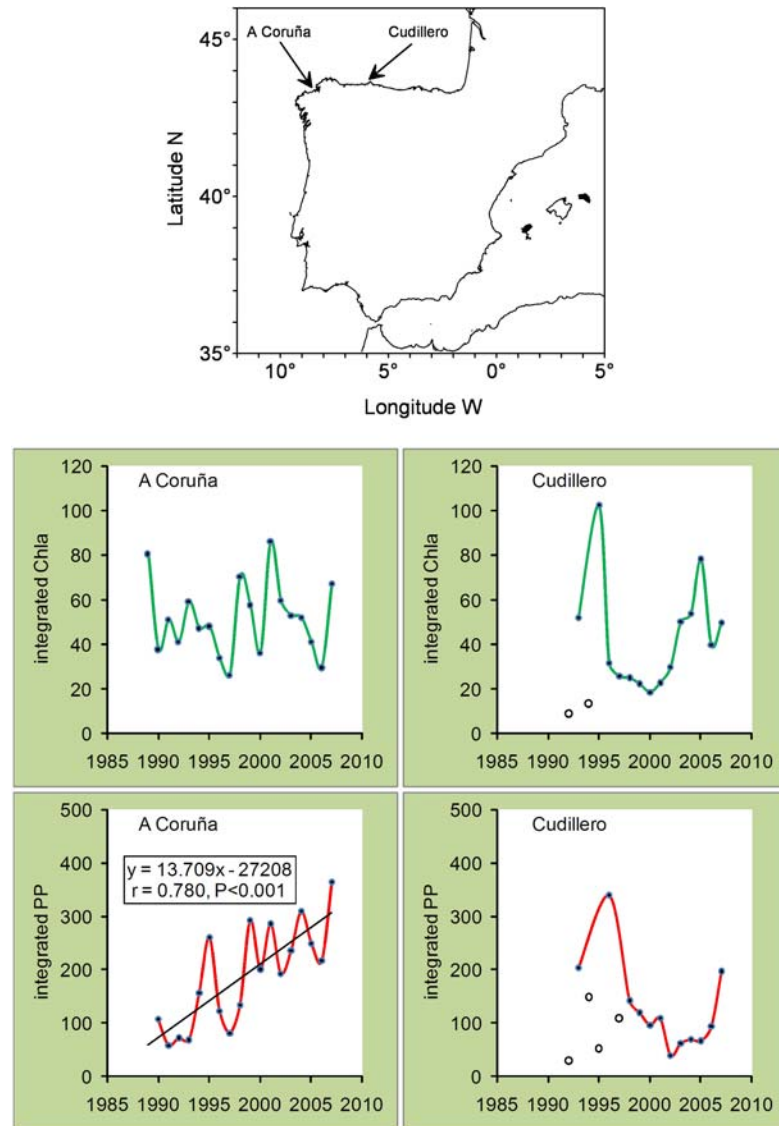 A Coruña
Cudillero
45°
40°
35°
Latitude N
10°
5°
0°
5°
Longitude W
120
100
80
60
40
20
0
integrated Chla
A Coruña
1985 1990 1995 2000 2005 2010
120
100
80
60
40
20
0
integrated Chla
Cudillero
1985 1990 1995 2000 2005 2010
500
400
300
200
100
0
integrated PP
A Coruña
y = 13.709x - 27208
r = 0.780, P<0.001
1985 1990 1995 2000 2005 2010
500
400
300
200
100
0
integrated PP
Cudillero
1985 1990 1995 2000 2005 2010